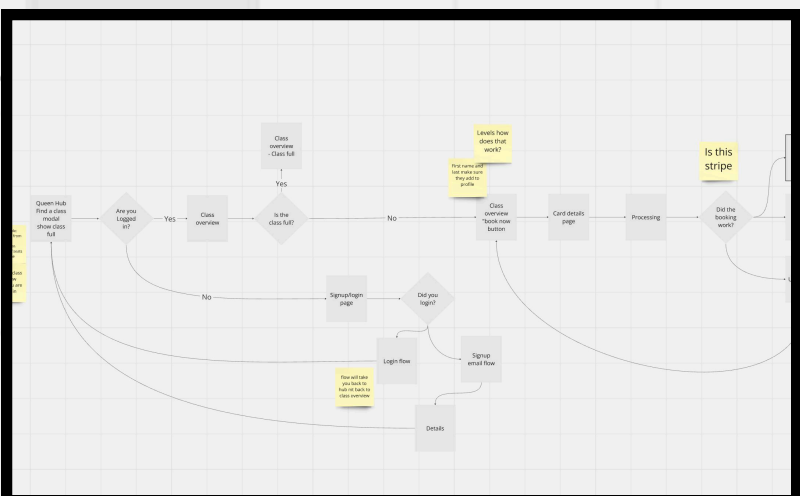 Levels how
does that
work?
First name and
last make sure
they add to
profile
Is this
stripe
Class
overview
- Class full
Yes
Queen Hub
Find a class
modal
show class
full
Are you
Logged
in?
Yes
Class
overview
Is the
class full?
No
Class
overview
"book now
button
Card details
page
Processing
Did the
booking
work?
No
Signup/login
page
Did you
login?
Login flow
Signup
email flow
Flow will take
you back to
hub not back to
class overview
Details